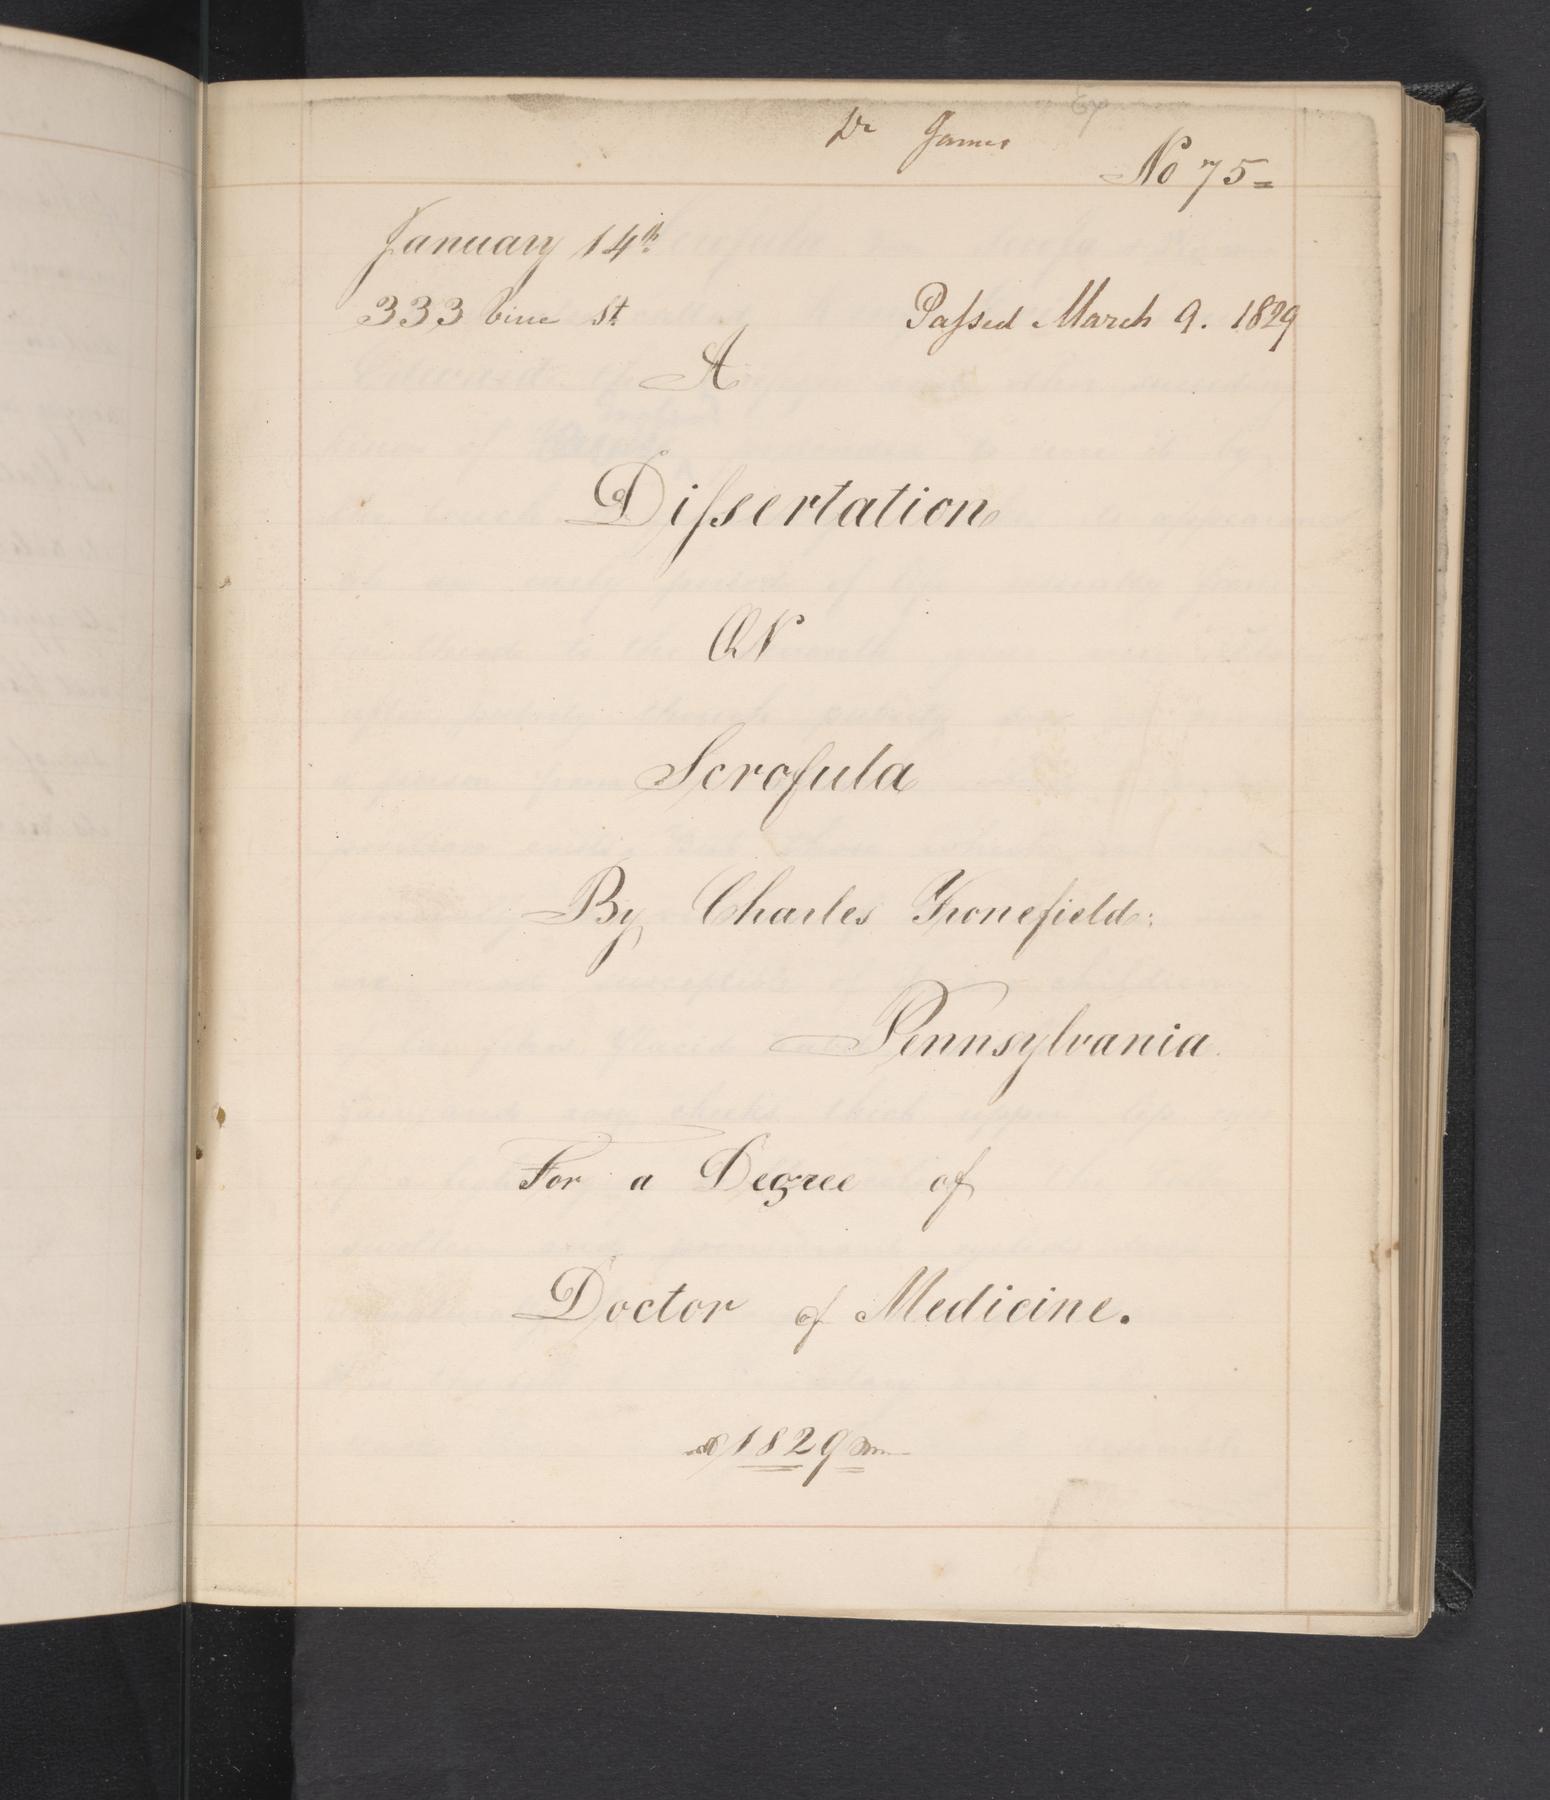 Dr James
No 75=
January 14th
333 Vine St
Passed March 9. 1829
A
Dissertation
ON
Scrofula
By Charles Fronefield:
Pennsylvania.
For a Degree of
Doctor of Medicine.
1829